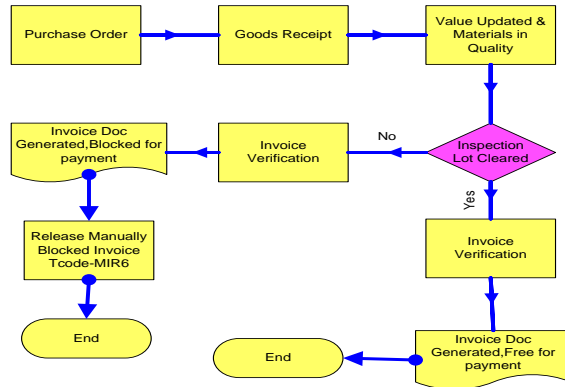 Purchase Order
Goods Receipt
Value Updated &
Materials in
Quality
Inspection
Lot Cleared
No
Invoice
Verification
Invoice Doc
Generated,Blocked for
payment
Release Manually
Blocked Invoice
Tcode-MIR6
End
Yes
Invoice
Verification
Invoice Doc
Generated,Free for
payment
End